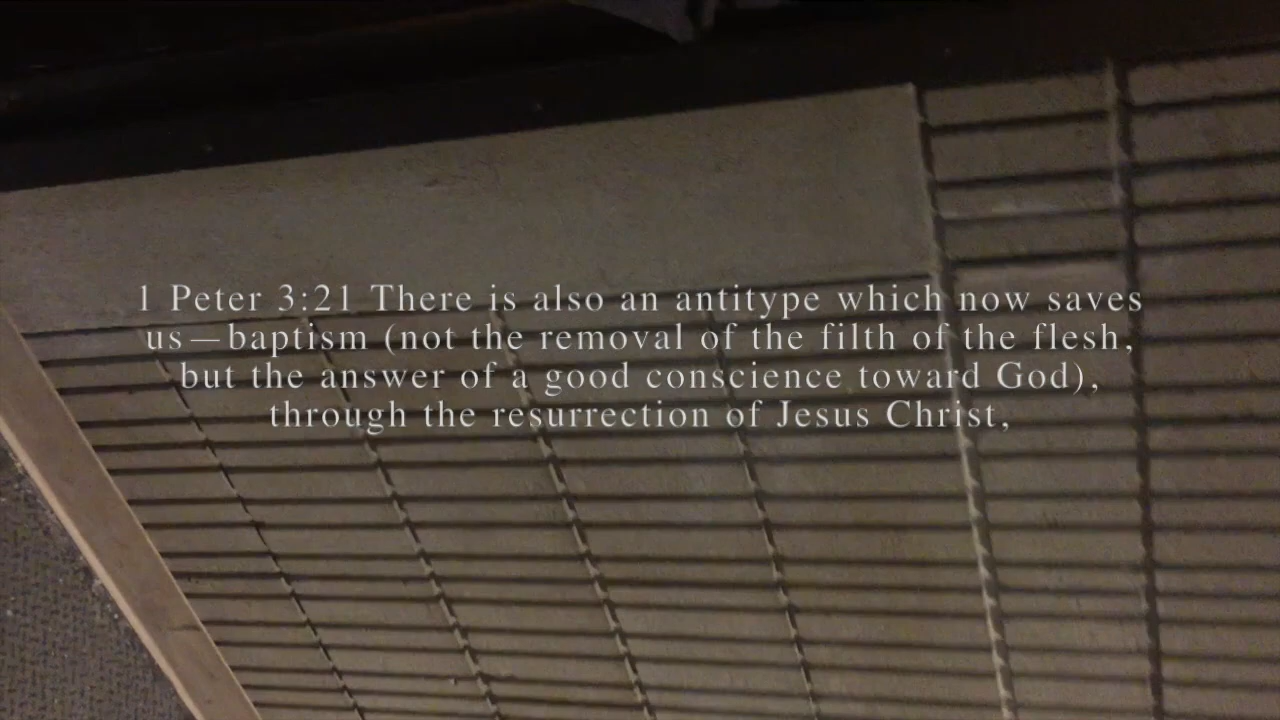 1 Peter 3:21 There is also an antitype which now saves
us—baptism (not the removal of the filth of the flesh,
but the answer of a good conscience toward God),
through the resurrection of Jesus Christ,